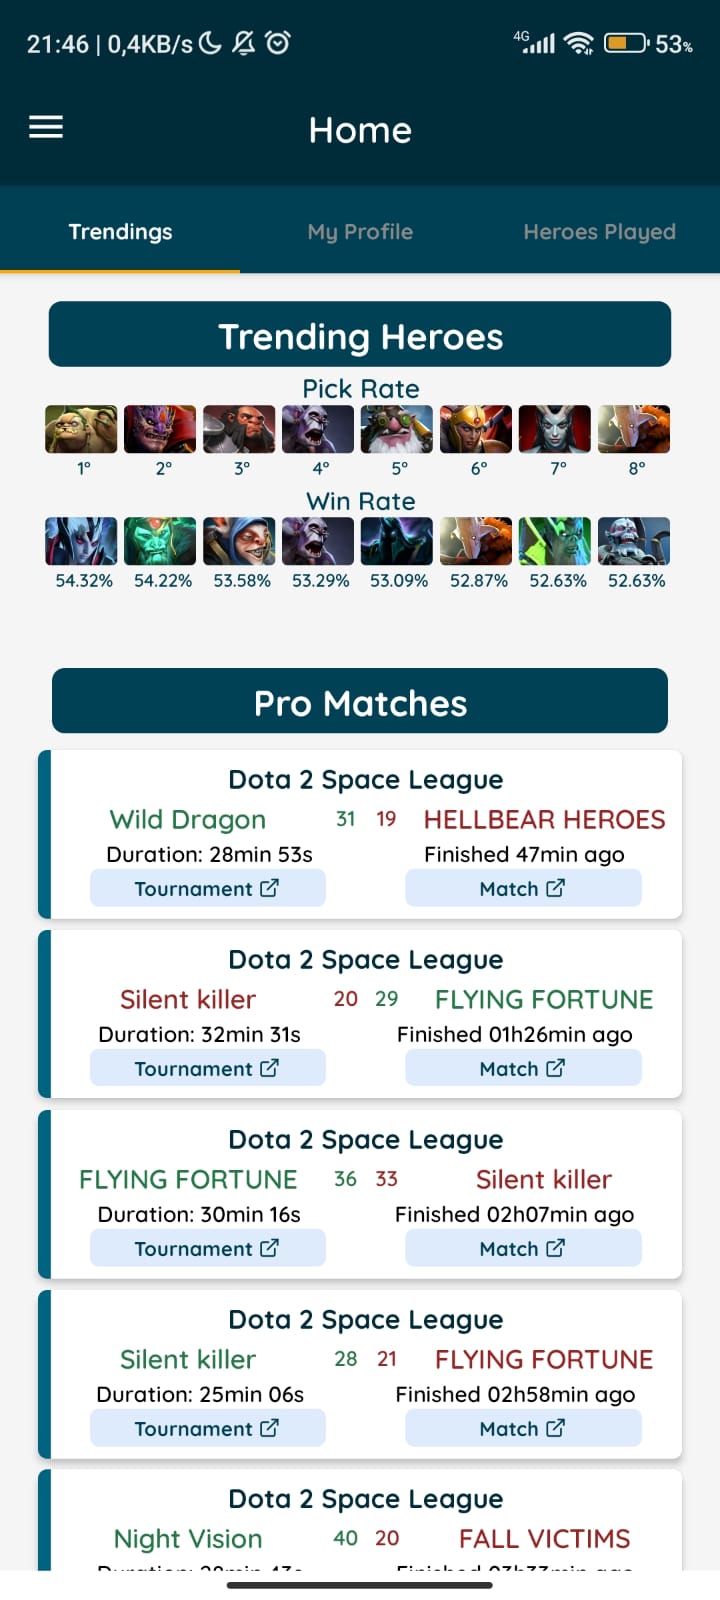 21:46 | 0,4KB/s 4G 53%
Home
Trendings My Profile Heroes Played
Trending Heroes
Pick Rate
1° 2° 3° 4° 5° 6° 7° 8°
Win Rate
54.32% 54.22% 53.58% 53.29% 53.09% 52.87% 52.63% 52.63%
Pro Matches
Dota 2 Space League
Wild Dragon 31 19 HELLBEAR HEROES
Duration: 28min 53s Finished 47min ago
Tournament Match
Dota 2 Space League
Silent killer 20 29 FLYING FORTUNE
Duration: 32min 31s Finished 01h26min ago
Tournament Match
Dota 2 Space League
FLYING FORTUNE 36 33 Silent killer
Duration: 30min 16s Finished 02h07min ago
Tournament Match
Dota 2 Space League
Silent killer 28 21 FLYING FORTUNE
Duration: 25min 06s Finished 02h58min ago
Tournament Match
Dota 2 Space League
Night Vision 40 20 FALL VICTIMS